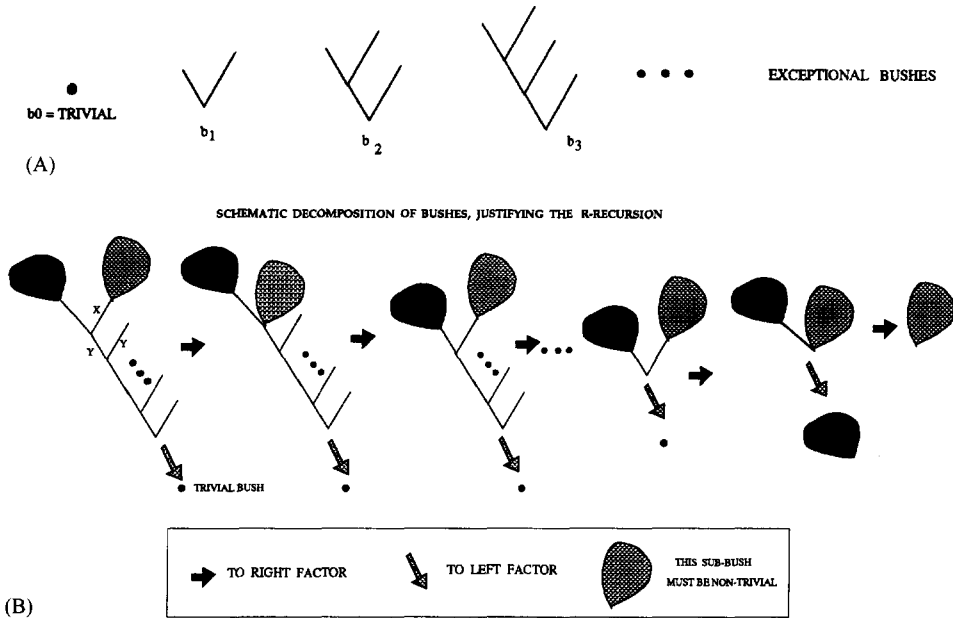 EXCEPTIONAL BUSHES
b0 = TRIVIAL
b1
b2
b3
(A)
SCHEMATIC DECOMPOSITION OF BUSHES, JUSTIFYING THE R-RECURSION
X
Y
Y
TRIVIAL BUSH
TO RIGHT FACTOR
TO LEFT FACTOR
THIS SUB-BUSH
MUST BE NON-TRIVIAL
(B)